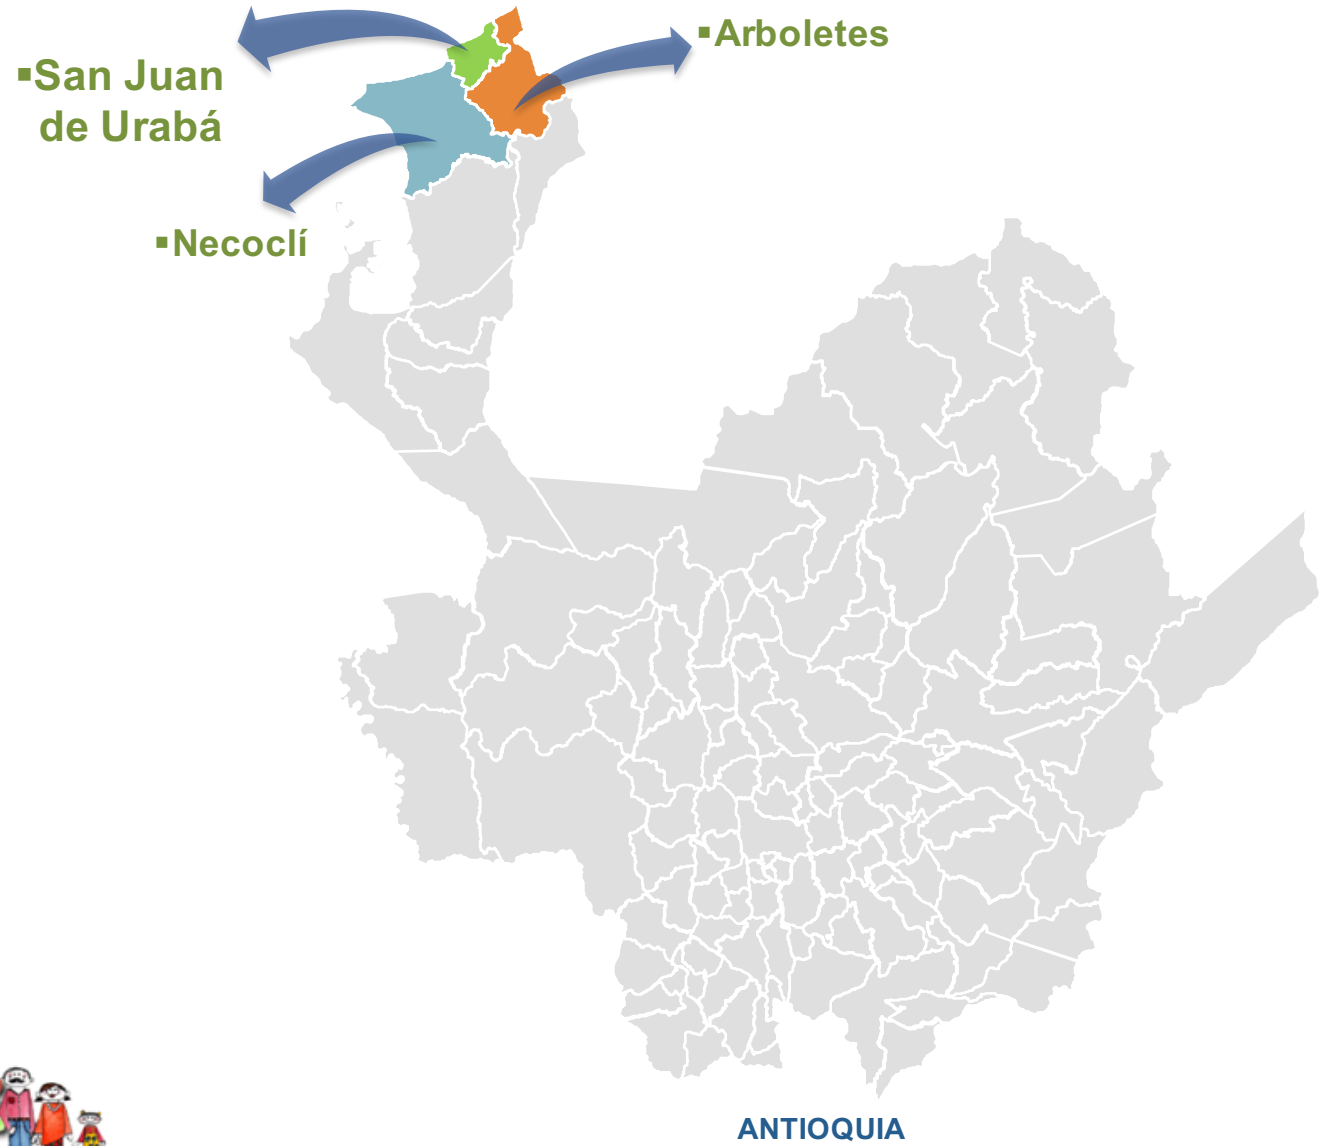 ▪Arboletes
▪San Juan
de Urabá
▪Necoclí
ANTIOQUIA